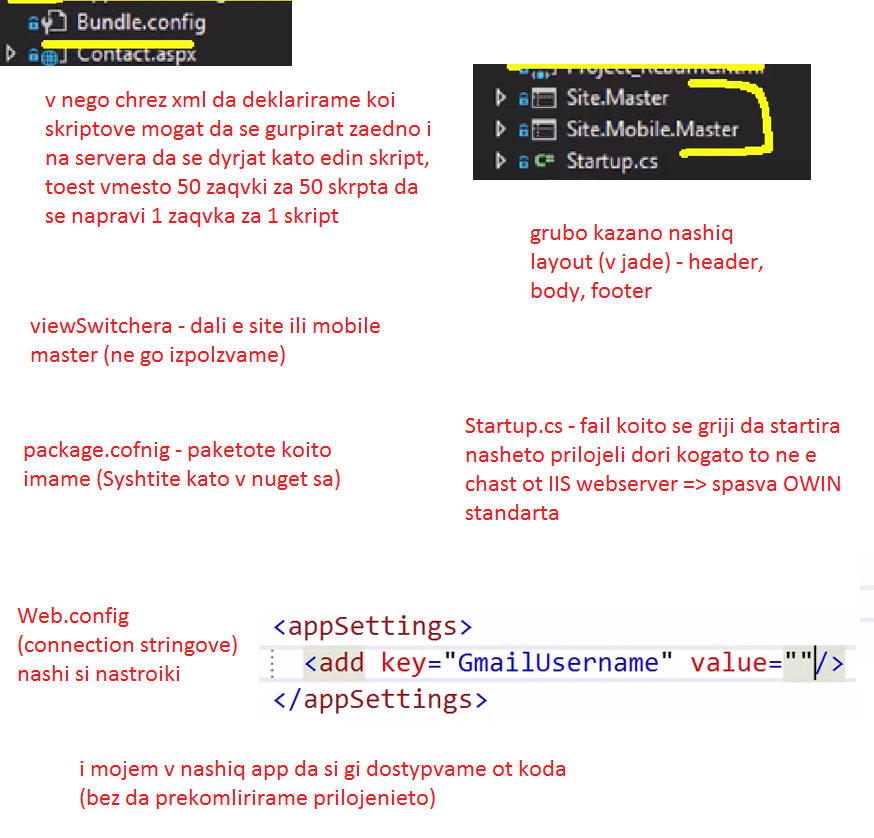 Bundle.config
Contact.aspx
v nego chrez xml da deklarirame koi
skriptove mogat da se gurpirat zaedno i
na servera da se dyrjat kato edin skript,
toest vmesto 50 zaqvki za 50 skrpta da
se napravi 1 zaqvka za 1 skript
Project_Readme.html
Site.Master
Site.Mobile.Master
Startup.cs
grubo kazano nashiq
layout (v jade) - header,
body, footer
viewSwitchera - dali e site ili mobile
master (ne go izpolzvame)
package.cofnig - paketote koito
imame (Syshtite kato v nuget sa)
Startup.cs - fail koito se griji da startira
nasheto prilojeli dori kogato to ne e
chast ot IIS webserver => spasva OWIN
standarta
Web.config
(connection stringove)
nashi si nastroiki
<appSettings>
<add key="GmailUsername" value=""/>
</appSettings>
i mojem v nashiq app da si gi dostypvame ot koda
(bez da prekomlirirame prilojenieto)